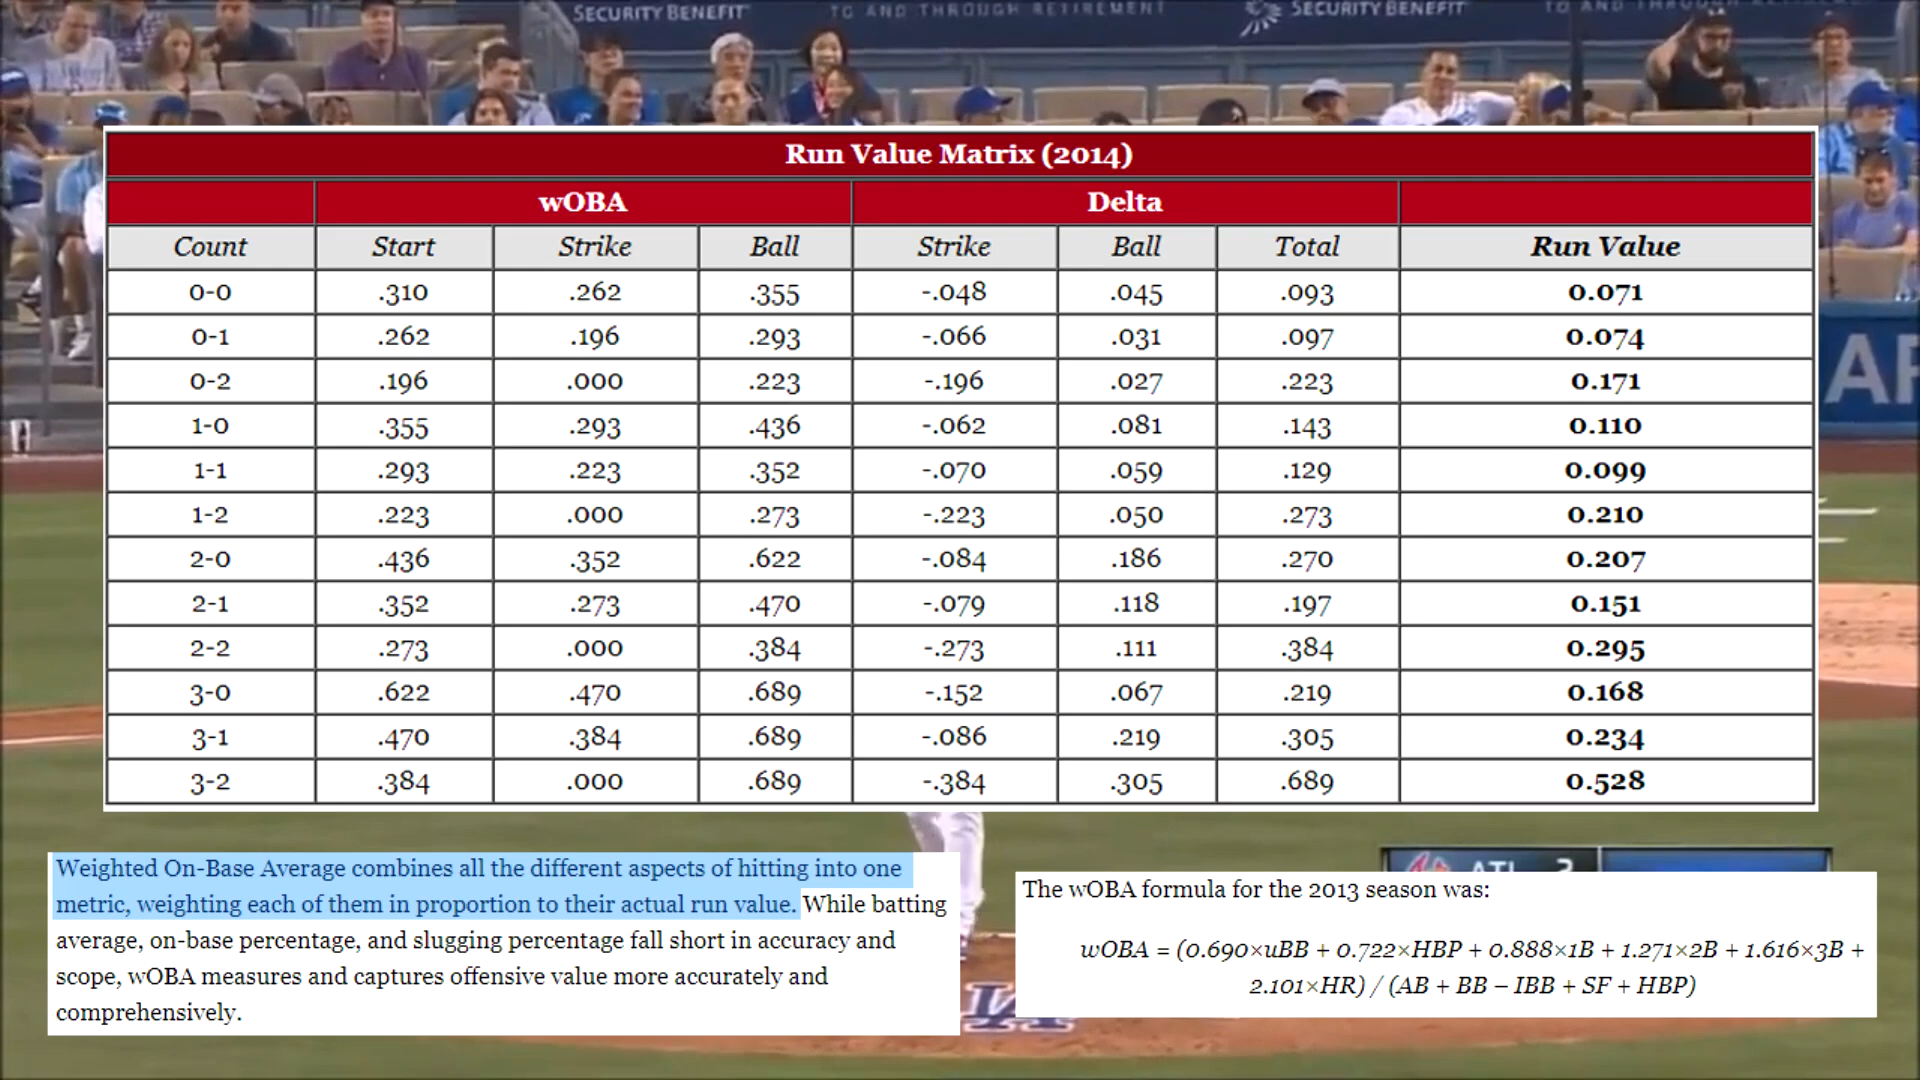 SECURITY BENEFIT TO AND THROUGH RETIREMENT SECURITY BENEFIT TO AND THROUGH
Run Value Matrix (2014)
wOBA Delta
Count Start Strike Ball Strike Ball Total Run Value
0-0 .310 .262 .355 -.048 .045 .093 0.071
0-1 .262 .196 .293 -.066 .031 .097 0.074
0-2 .196 .000 .223 -.196 .027 .223 0.171
1-0 .355 .293 .436 -.062 .081 .143 0.110
1-1 .293 .223 .352 -.070 .059 .129 0.099
1-2 .223 .000 .273 -.223 .050 .273 0.210
2-0 .436 .352 .622 -.084 .186 .270 0.207
2-1 .352 .273 .470 -.079 .118 .197 0.151
2-2 .273 .000 .384 -.273 .111 .384 0.295
3-0 .622 .470 .689 -.152 .067 .219 0.168
3-1 .470 .384 .689 -.086 .219 .305 0.234
3-2 .384 .000 .689 -.384 .305 .689 0.528
Weighted On-Base Average combines all the different aspects of hitting into one
metric, weighting each of them in proportion to their actual run value. While batting
average, on-base percentage, and slugging percentage fall short in accuracy and
scope, wOBA measures and captures offensive value more accurately and
comprehensively.
ATL
The wOBA formula for the 2013 season was:
wOBA = (0.690×uBB + 0.722×HBP + 0.888×1B + 1.271×2B + 1.616×3B +
2.101×HR) / (AB + BB – IBB + SF + HBP)